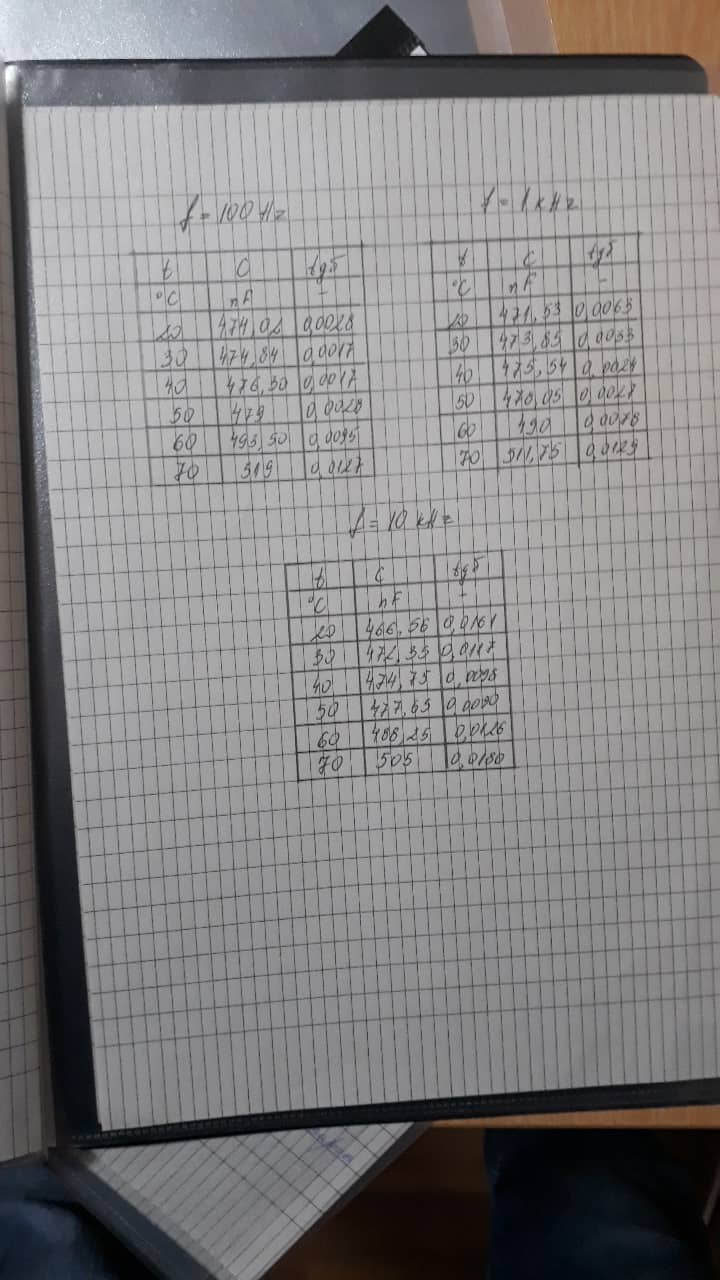 f = 100 Hz
t C tgδ
°C nF –
20 474,02 0,0028
30 474,84 0,0017
40 476,30 0,0017
50 479 0,0028
60 493,50 0,0095
70 519 0,0127
f = 1 kHz
t C tgδ
°C nF –
20 471,53 0,0063
30 473,85 0,0033
40 475,54
50 478,05 0,0027
60 490 0,0078
70 511,75 0,0129
f = 10 kHz
t C tgδ
°C nF –
20 466,56 0,0161
30 472,35 0,0117
40 474,75 0,0098
50 477,65 0,0090
60 488,25 0,0126
70 505 0,0180